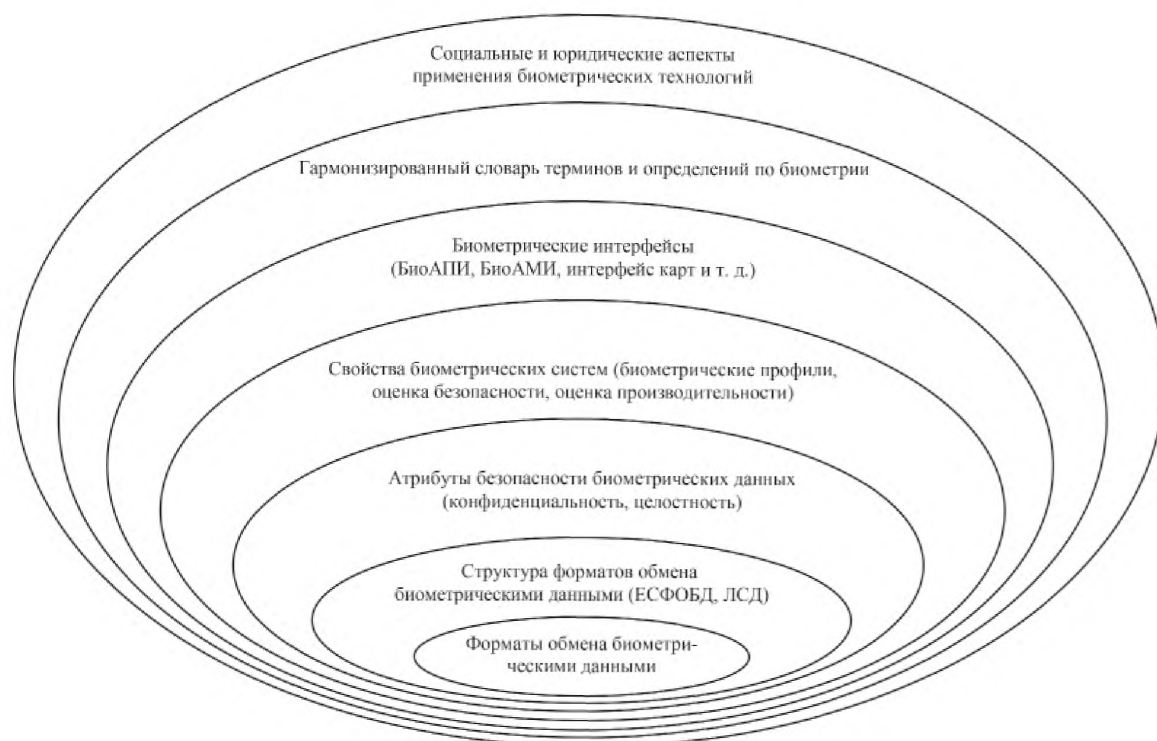 Социальные и юридические аспекты
применения биометрических технологий
Гармонизированный словарь терминов и определений по биометрии
Биометрические интерфейсы
(БиоАПИ, БиоАМИ, интерфейс карт и т. д.)
Свойства биометрических систем (биометрические профили,
оценка безопасности, оценка производительности)
Атрибуты безопасности биометрических данных
(конфиденциальность, целостность)
Структура форматов обмена
биометрическими данными (ЕСФОБД, ЛСД)
Форматы обмена биометри-
ческими данными